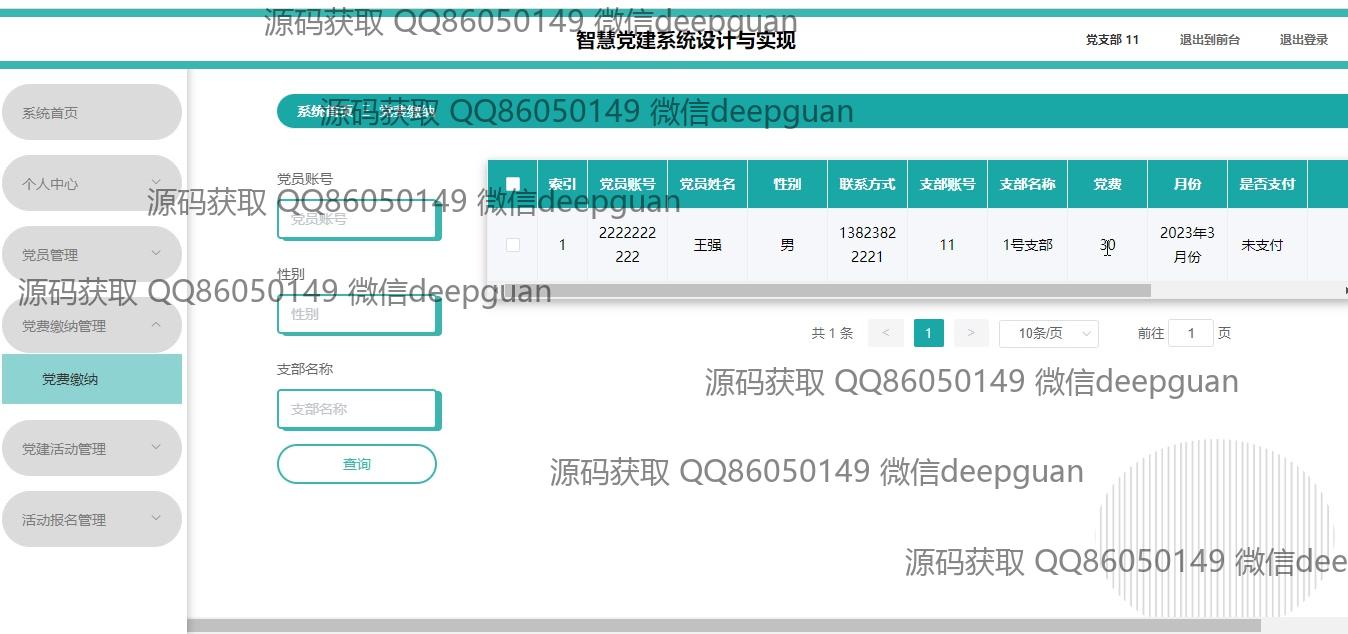 源码获取 QQ86050149 微信deepguan
智慧党建系统设计与实现
党支部 11
退出到前台
退出登录
系统首页
个人中心
党员管理
党费缴纳管理
党费缴纳
党建活动管理
活动报名管理
系统首页
党费缴纳
源码获取 QQ86050149 微信deepguan
党员账号
党员账号
源码获取 QQ86050149 微信deepguan
性别
性别
源码获取 QQ86050149 微信deepguan
支部名称
支部名称
查询
索引 党员账号 党员姓名 性别 联系方式 支部账号 支部名称 党费 月份 是否支付
1 2222222222 王强 男 13823822221 11 1号支部 30 2023年3月份 未支付
共 1 条 < 1 > 10条/页 前往 1 页
源码获取 QQ86050149 微信deepguan
源码获取 QQ86050149 微信deepguan
源码获取 QQ86050149 微信dee